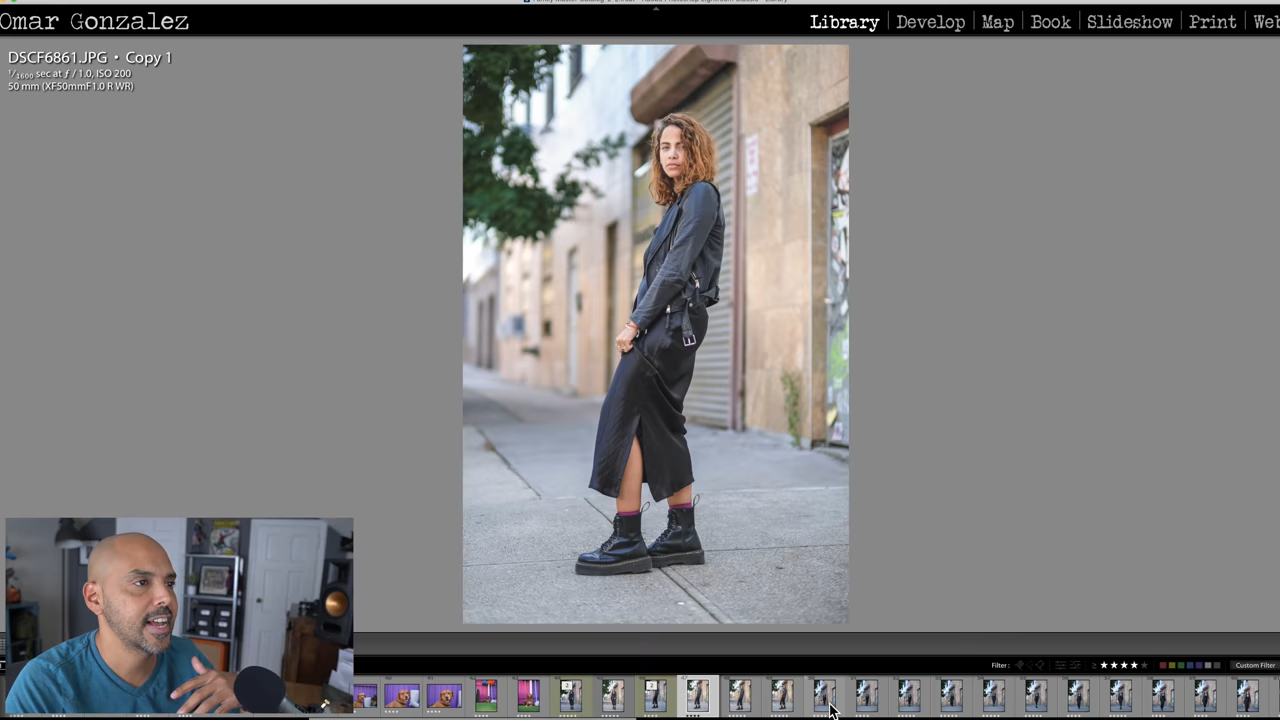 Omar Gonzalez
Library | Develop | Map | Book | Slideshow | Print | Web
DSCF6861.JPG • Copy 1
1/1600 sec at f / 1.0, ISO 200
50 mm (XF50mmF1.0 R WR)
Filter :
Custom Filter